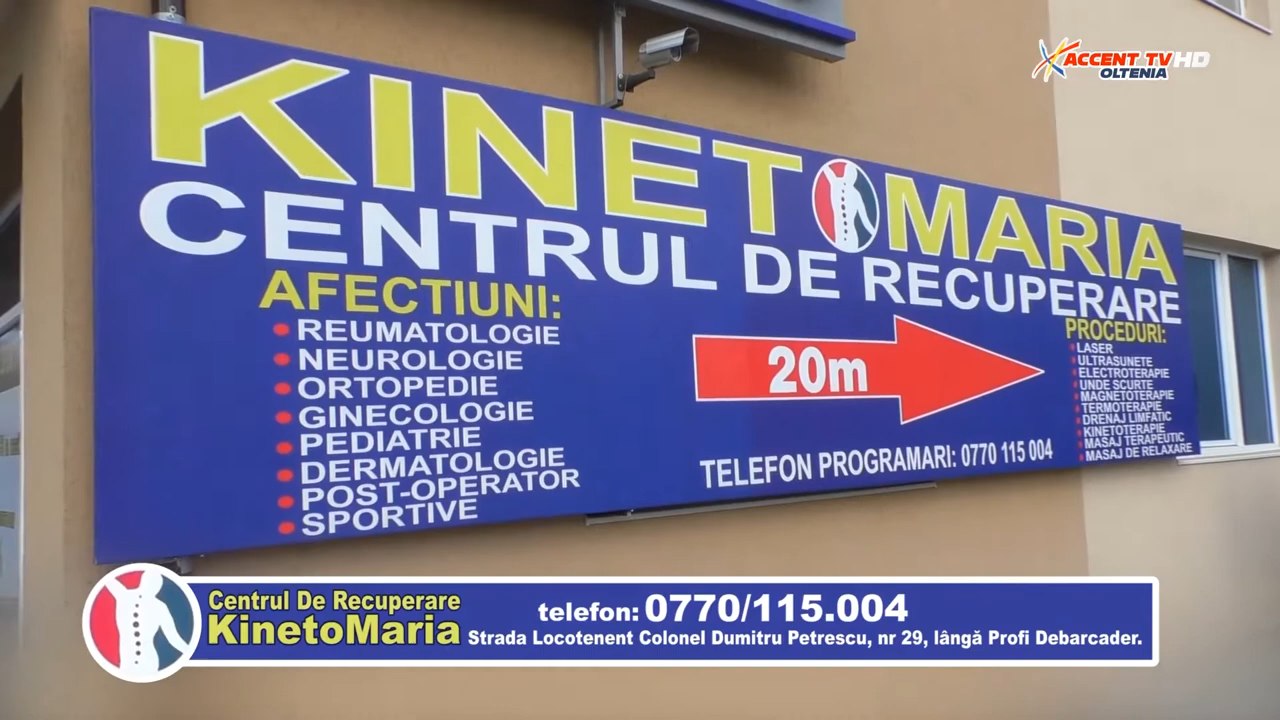 ACCENT TV HD
OLTENIA
KINETOMARIA
CENTRUL DE RECUPERARE
AFECTIUNI:
REUMATOLOGIE
NEUROLOGIE
ORTOPEDIE
GINECOLOGIE
PEDIATRIE
DERMATOLOGIE
POST-OPERATOR
SPORTIVE
20m
TELEFON PROGRAMARI: 0770 115 004
PROCEDURI:
LASER
ULTRASUNETE
ELECTROTERAPIE
UNDE SCURTE
MAGNETOTERAPIE
TERMOTERAPIE
DRENAJ LIMFATIC
KINETOTERAPIE
MASAJ TERAPEUTIC
MASAJ DE RELAXARE
Centrul De Recuperare
KinetoMaria
telefon: 0770/115.004
Strada Locotenent Colonel Dumitru Petrescu, nr 29, lângă Profi Debarcader.